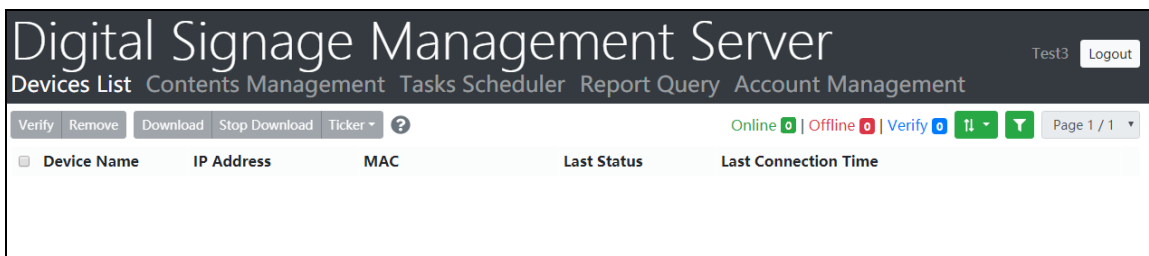 Digital Signage Management Server
Test3 Logout
Devices List Contents Management Tasks Scheduler Report Query Account Management
Verify Remove Download Stop Download Ticker ? Online 0 | Offline 0 | Verify 0 Page 1 / 1
Device Name IP Address MAC Last Status Last Connection Time